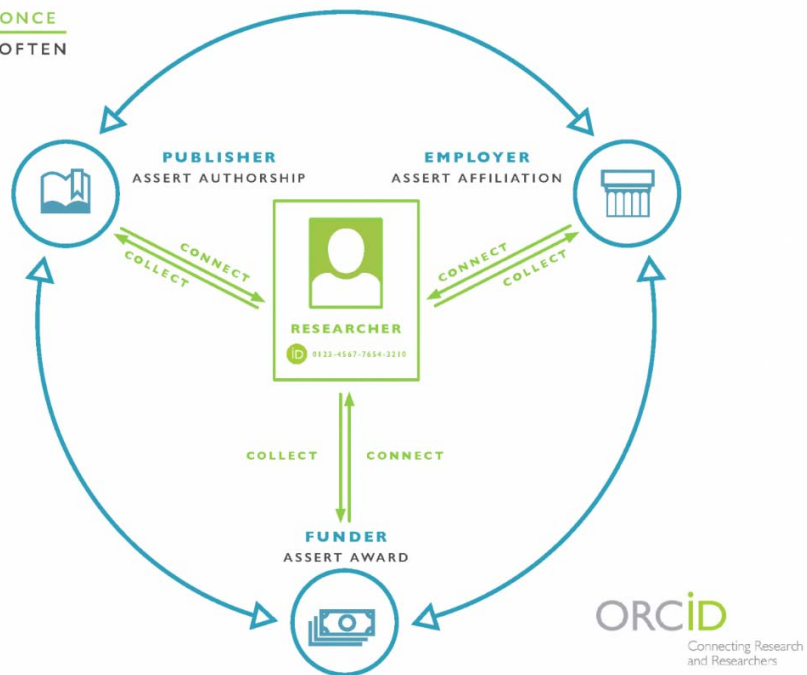 ONCE
OFTEN
PUBLISHER
ASSERT AUTHORSHIP
EMPLOYER
ASSERT AFFILIATION
CONNECT
COLLECT
CONNECT
COLLECT
RESEARCHER
iD 0123-4567-7654-3210
COLLECT
CONNECT
FUNDER
ASSERT AWARD
ORCiD
Connecting Research
and Researchers